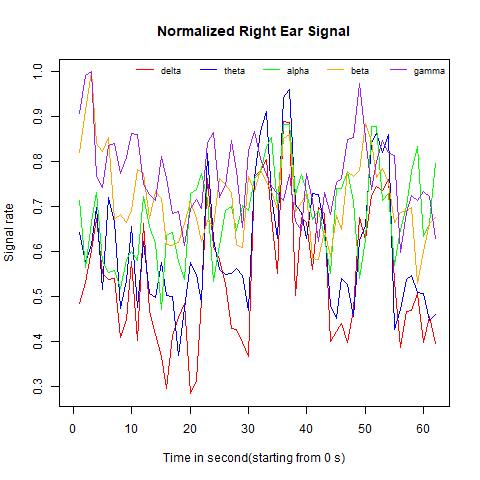 Normalized Right Ear Signal
delta theta alpha beta gamma
1.0
0.9
0.8
0.7
0.6
0.5
0.4
0.3
Signal rate
0 10 20 30 40 50 60
Time in second(starting from 0 s)